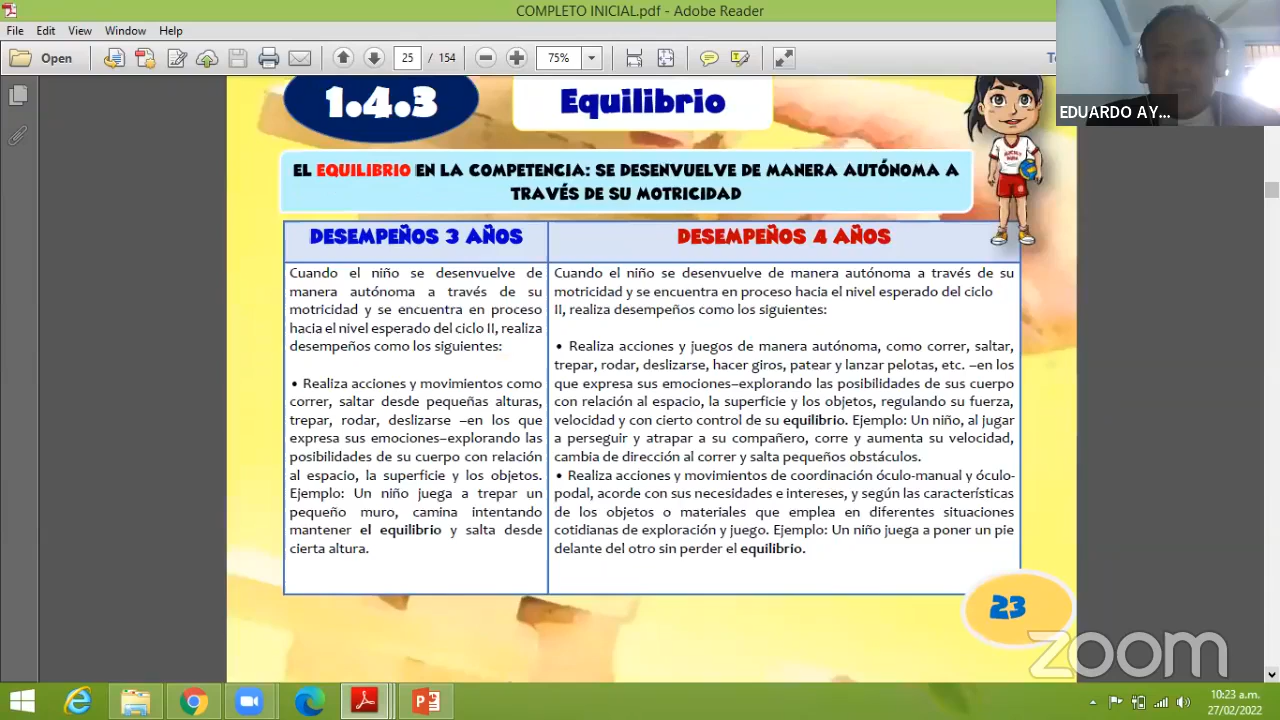 COMPLETO INICIAL.pdf - Adobe Reader
File Edit View Window Help
Open 25 / 154 75%
EDUARDO AY...
1.4.3 Equilibrio
EL EQUILIBRIO EN LA COMPETENCIA: SE DESENVUELVE DE MANERA AUTÓNOMA A
TRAVÉS DE SU MOTRICIDAD
DESEMPEÑOS 3 AÑOS
Cuando el niño se desenvuelve de
manera autónoma a través de su
motricidad y se encuentra en proceso
hacia el nivel esperado del ciclo II, realiza
desempeños como los siguientes:
• Realiza acciones y movimientos como
correr, saltar desde pequeñas alturas,
trepar, rodar, deslizarse –en los que
expresa sus emociones–explorando las
posibilidades de su cuerpo con relación
al espacio, la superficie y los objetos.
Ejemplo: Un niño juega a trepar un
pequeño muro, camina intentando
mantener el equilibrio y salta desde
cierta altura.
DESEMPEÑOS 4 AÑOS
Cuando el niño se desenvuelve de manera autónoma a través de su
motricidad y se encuentra en proceso hacia el nivel esperado del ciclo
II, realiza desempeños como los siguientes:
• Realiza acciones y juegos de manera autónoma, como correr, saltar,
trepar, rodar, deslizarse, hacer giros, patear y lanzar pelotas, etc. –en los
que expresa sus emociones–explorando las posibilidades de su cuerpo
con relación al espacio, la superficie y los objetos, regulando su fuerza,
velocidad y con cierto control de su equilibrio. Ejemplo: Un niño, al jugar
a perseguir y atrapar a su compañero, corre y aumenta su velocidad,
cambia de dirección al correr y salta pequeños obstáculos.
• Realiza acciones y movimientos de coordinación óculo-manual y óculo-
podal, acorde con sus necesidades e intereses, y según las características
de los objetos o materiales que emplea en diferentes situaciones
cotidianas de exploración y juego. Ejemplo: Un niño juega a poner un pie
delante del otro sin perder el equilibrio.
23
zoom
10:23 a.m.
27/02/2022